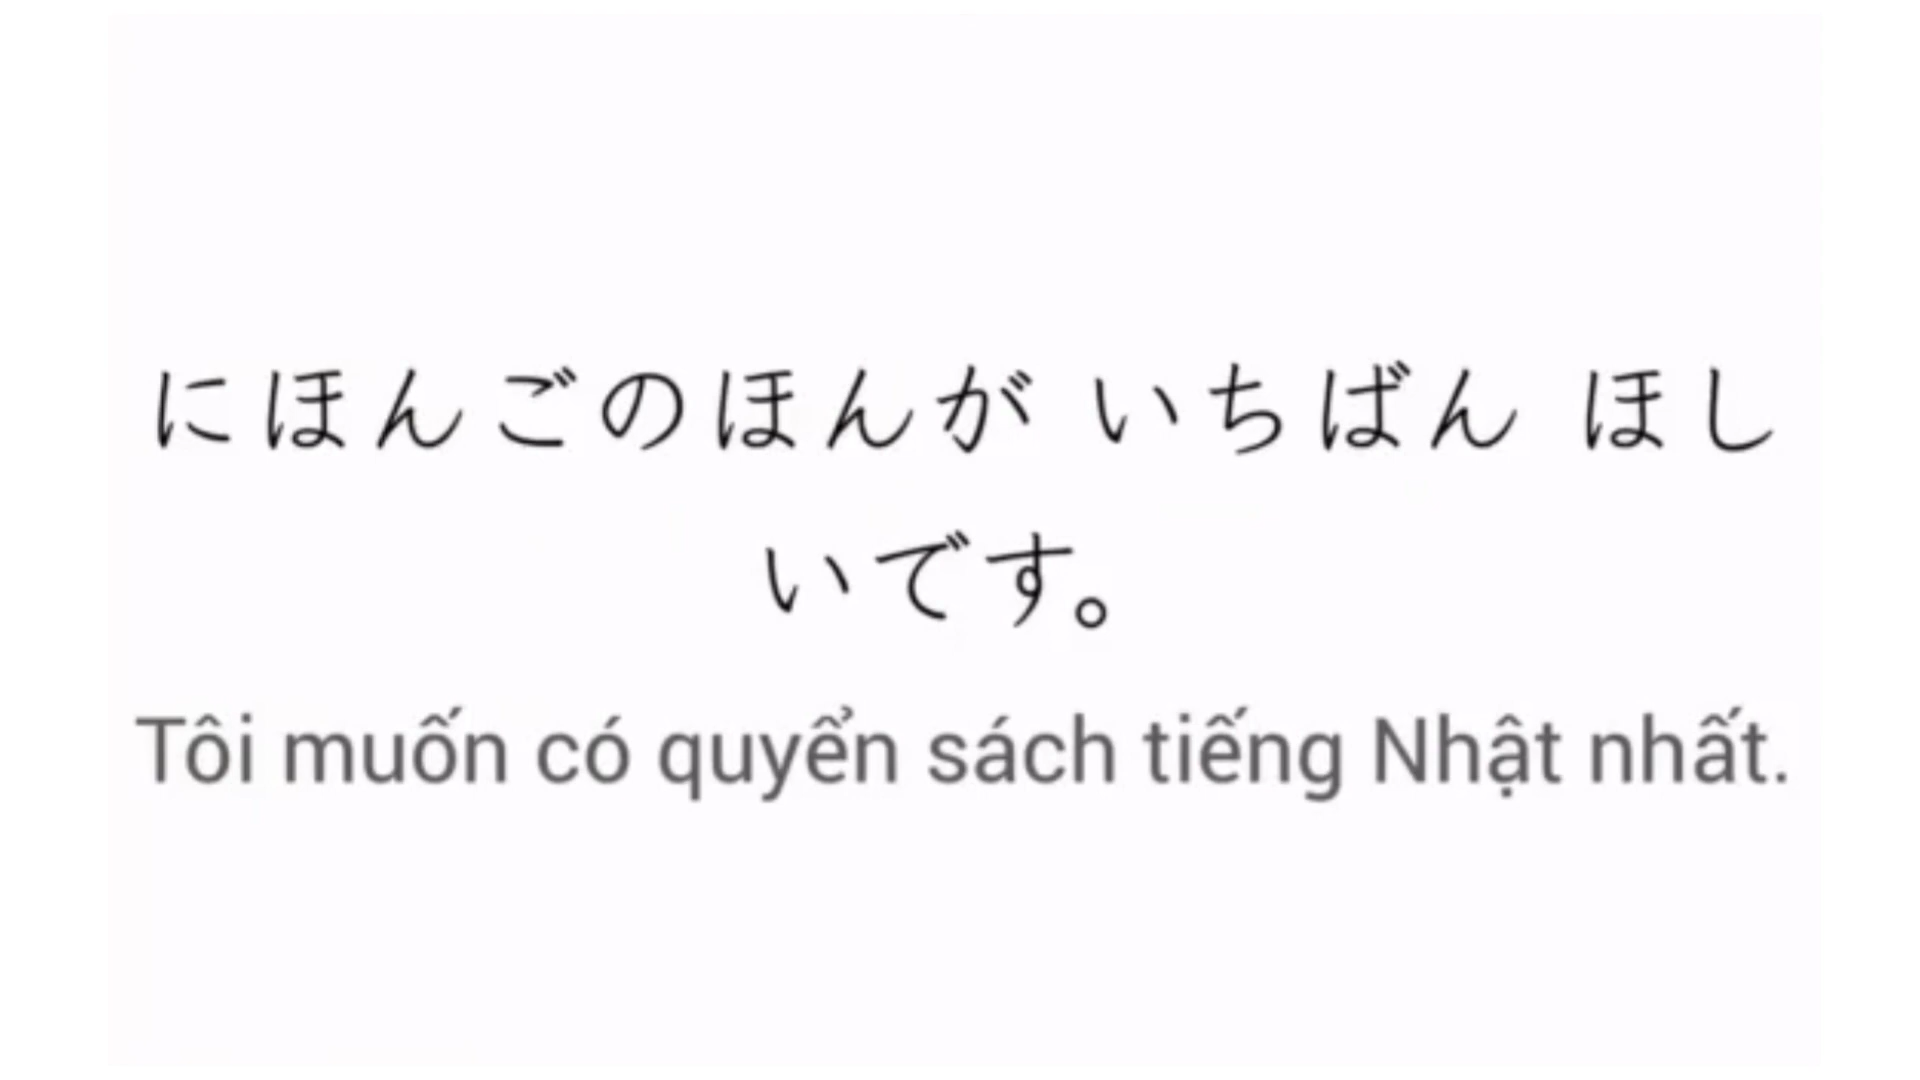 にほんごのほんが いちばん ほし
いです。
Tôi muốn có quyển sách tiếng Nhật nhất.